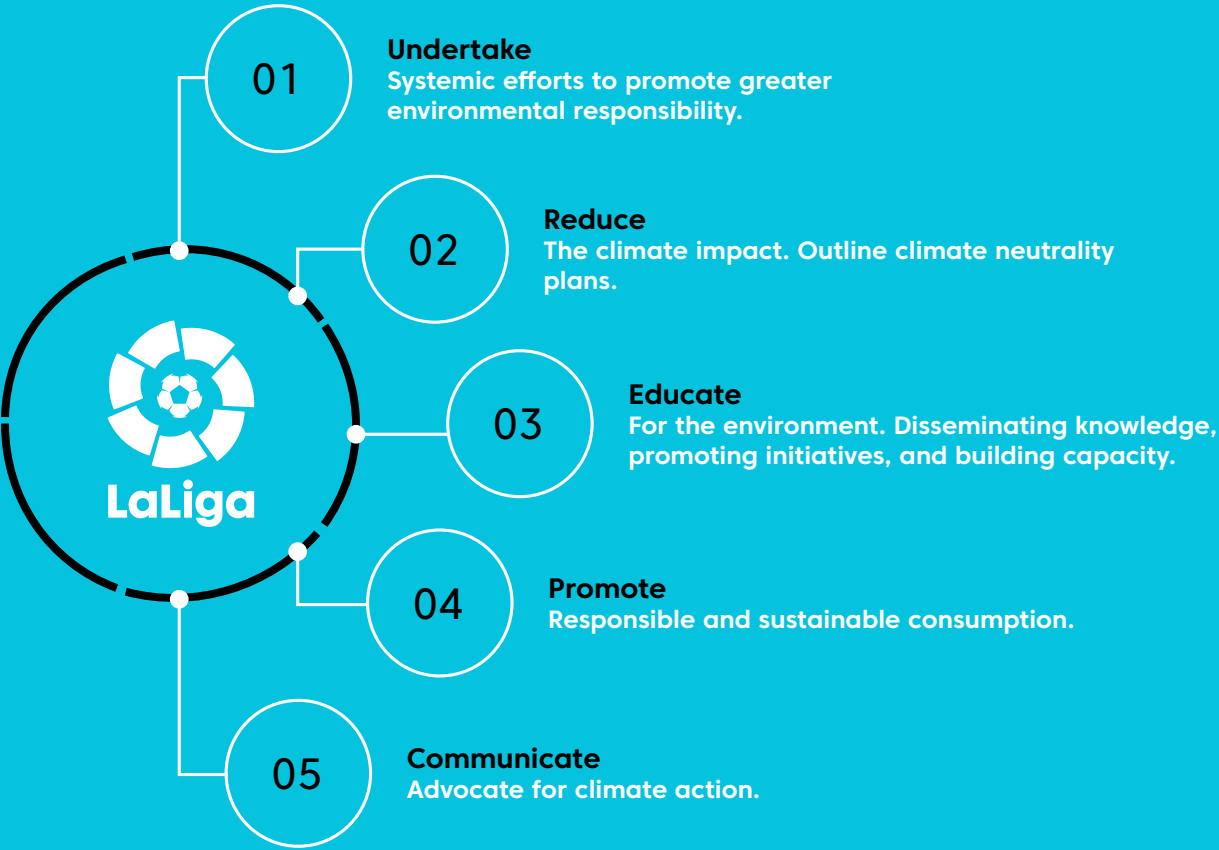 01
Undertake
Systemic efforts to promote greater
environmental responsibility.
02
Reduce
The climate impact. Outline climate neutrality
plans.
03
Educate
For the environment. Disseminating knowledge,
promoting initiatives, and building capacity.
LaLiga
04
Promote
Responsible and sustainable consumption.
05
Communicate
Advocate for climate action.